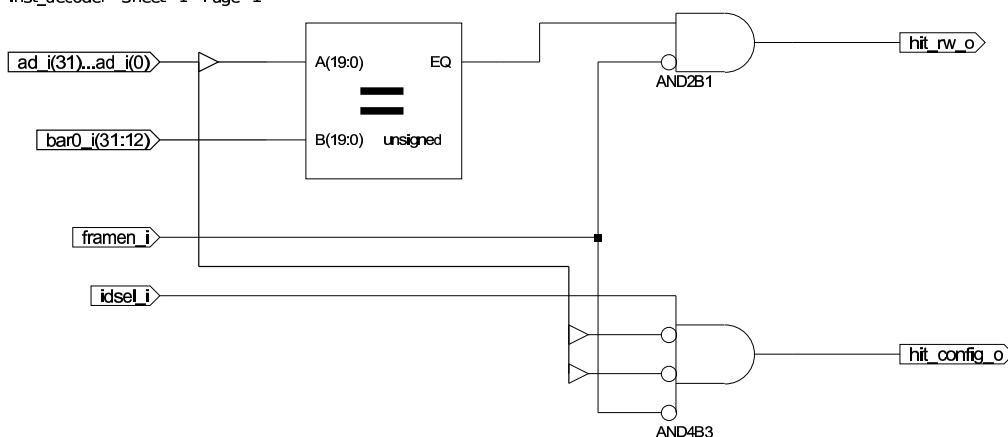 inst_decoder Sheet 1 Page 1
ad_i(31)...ad_i(0)
A(19:0) EQ
AND2B1
hit_rw_o
bar0_i(31:12)
B(19:0) unsigned
framen_i
idsel_i
hit_config_o
AND4B3